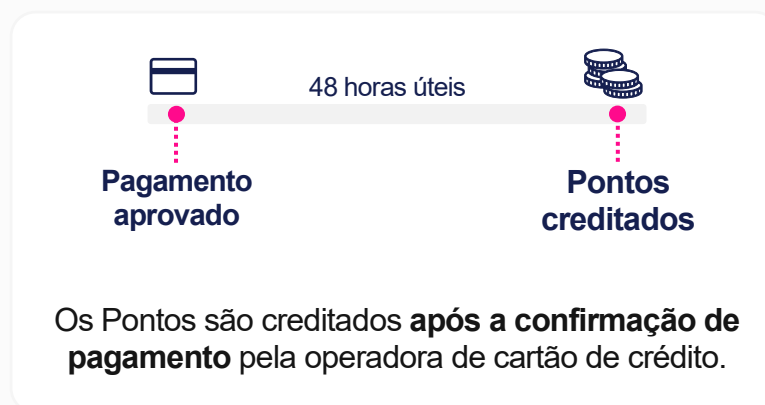 48 horas úteis
Pagamento
aprovado
Pontos
creditados
Os Pontos são creditados após a confirmação de
pagamento pela operadora de cartão de crédito.